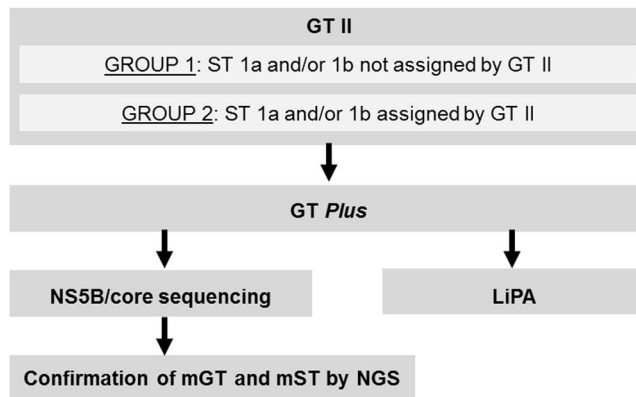 GT II
GROUP 1: ST 1a and/or 1b not assigned by GT II
GROUP 2: ST 1a and/or 1b assigned by GT II
GT Plus
NS5B/core sequencing
LiPA
Confirmation of mGT and mST by NGS